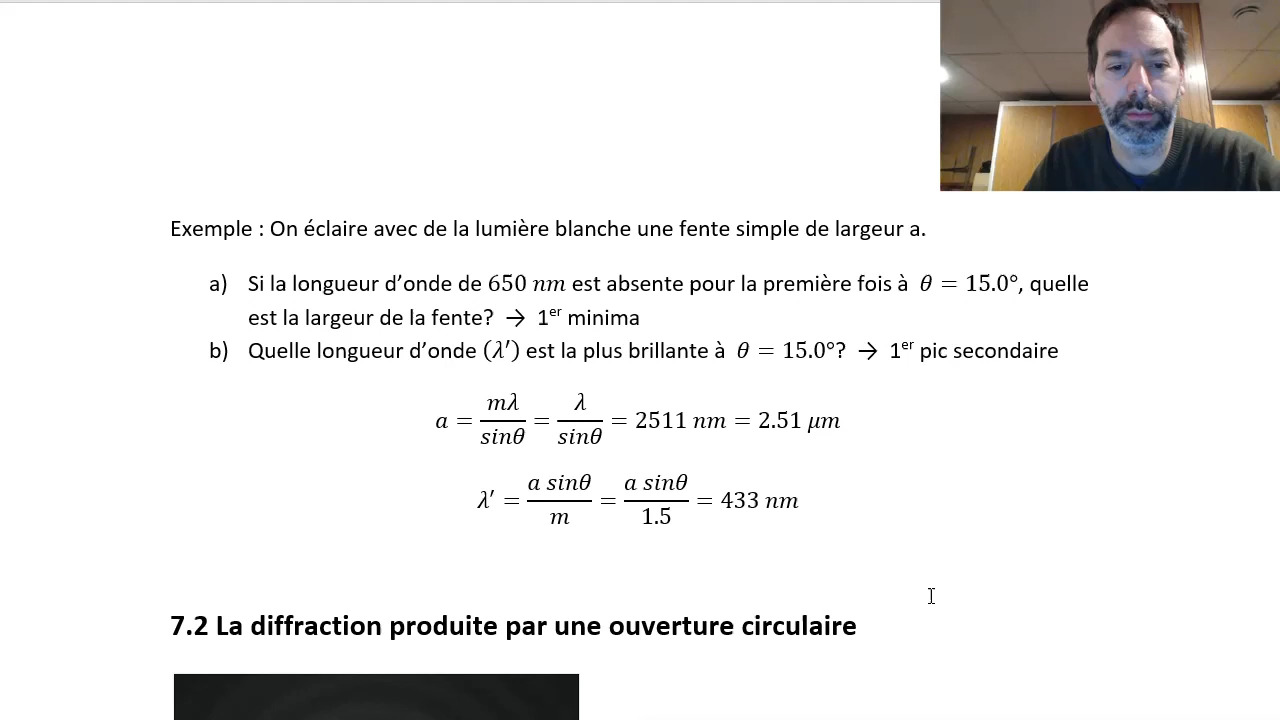 Exemple : On éclaire avec de la lumière blanche une fente simple de largeur a.
a) Si la longueur d’onde de 650 nm est absente pour la première fois à θ = 15.0°, quelle
est la largeur de la fente? → 1er minima
b) Quelle longueur d’onde (λ′) est la plus brillante à θ = 15.0°? → 1er pic secondaire
a = mλ/sinθ = λ/sinθ = 2511 nm = 2.51 μm
λ′ = a sinθ/m = a sinθ/1.5 = 433 nm
7.2 La diffraction produite par une ouverture circulaire